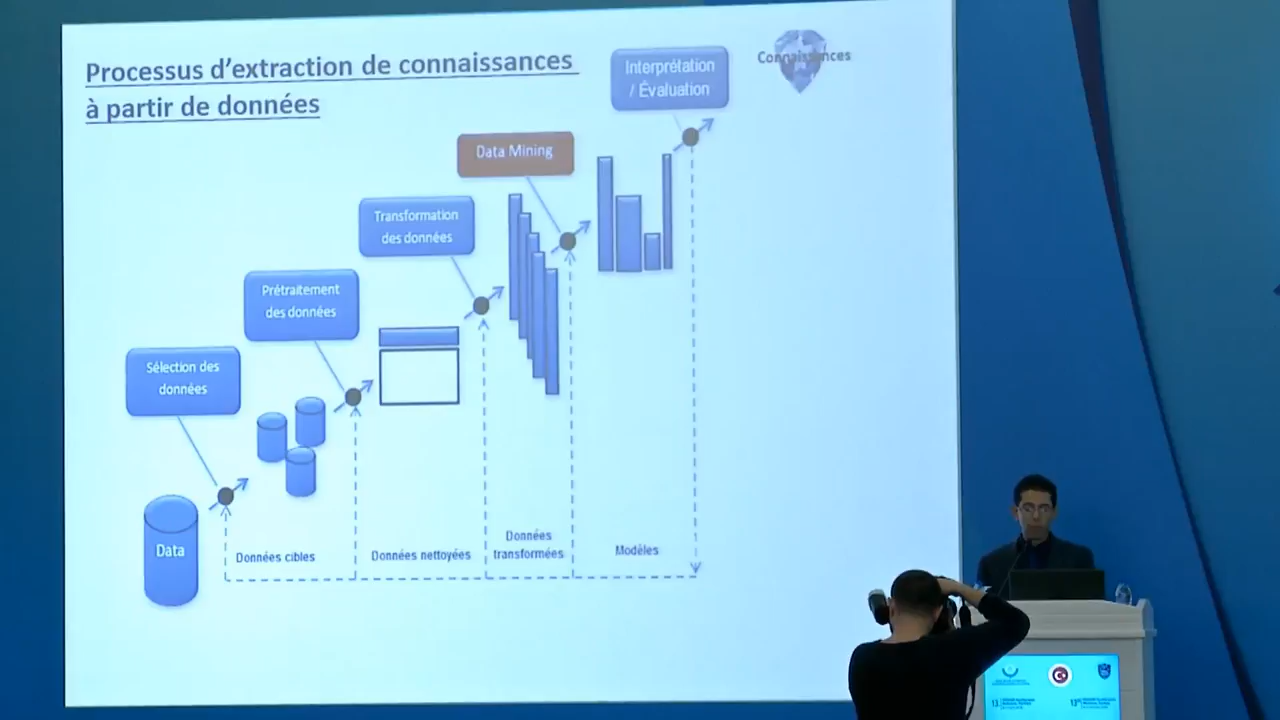 Processus d'extraction de connaissances
à partir de données
Interprétation
/ Évaluation
Connaissances
Data Mining
Transformation
des données
Prétraitement
des données
Sélection des
données
Data
Données cibles
Données nettoyées
Données
transformées
Modèles